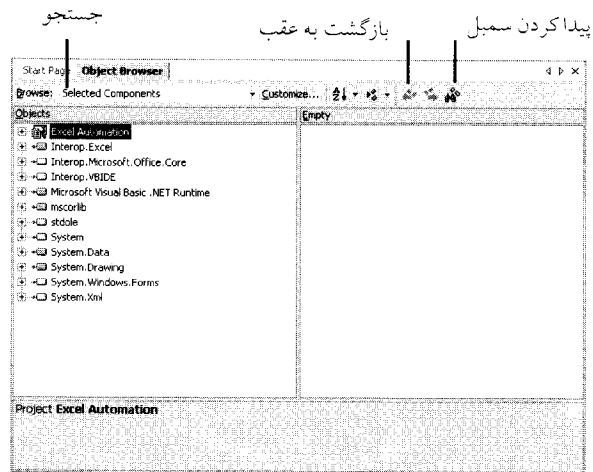 جستجو
بازگشت به عقب
پیدا کردن سمبل
Start Page Object Browser
Browse: Selected Components Customize...
Objects
Empty
Excel Automation
Interop.Excel
Interop.Microsoft.Office.Core
Interop.VBIDE
Microsoft Visual Basic .NET Runtime
mscorlib
stdole
System
System.Data
System.Drawing
System.Windows.Forms
System.Xml
Project Excel Automation